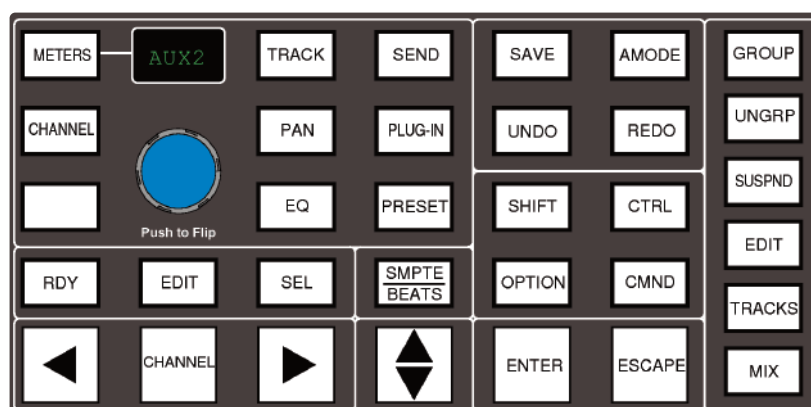 METERS
AUX2
TRACK
SEND
SAVE
AMODE
GROUP
CHANNEL
PAN
PLUG-IN
UNDO
REDO
UNGRP
EQ
PRESET
SHIFT
CTRL
SUSPND
Push to Flip
EDIT
RDY
EDIT
SEL
SMPTE
BEATS
OPTION
CMND
TRACKS
CHANNEL
ENTER
ESCAPE
MIX